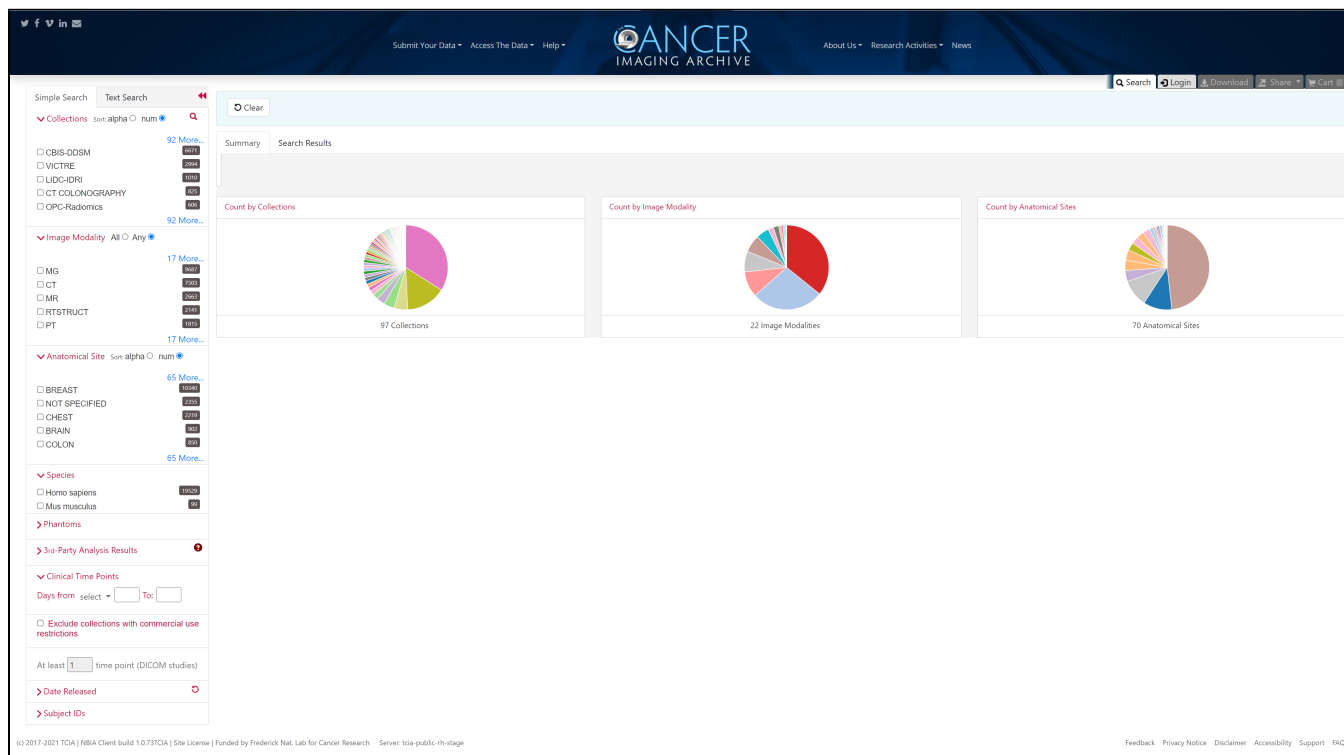 Submit Your Data Access The Data Help
CANCER
IMAGING ARCHIVE
About Us Research Activities News
Search Login Download Share Cart
Simple Search Text Search
Collections Sort: alpha num
92 More...
CBIS-DDSM 6671
VICTRE 2994
LIDC-IDRI 1010
CT COLONOGRAPHY 825
OPC-Radiomics 606
92 More...
Image Modality All Any
17 More...
MG 9687
CT 7503
MR 2663
RTSTRUCT 2141
PT 1815
17 More...
Anatomical Site Sort: alpha num
65 More...
BREAST 10340
NOT SPECIFIED 2355
CHEST 2219
BRAIN 902
COLON 850
65 More...
Species
Homo sapiens 19529
Mus musculus 99
Phantoms
3rd-Party Analysis Results ?
Clinical Time Points
Days from select To:
Exclude collections with commercial use
restrictions
At least 1 time point (DICOM studies)
Date Released
Subject IDs
Clear
Summary Search Results
Count by Collections
97 Collections
Count by Image Modality
22 Image Modalities
Count by Anatomical Sites
70 Anatomical Sites
(c) 2017-2021 TCIA | NBIA Client build 1.0.73TCIA | Site License | Funded by Frederick Nat. Lab for Cancer Research Server: tcia-public-rh-stage
Feedback Privacy Notice Disclaimer Accessibility Support FAQ